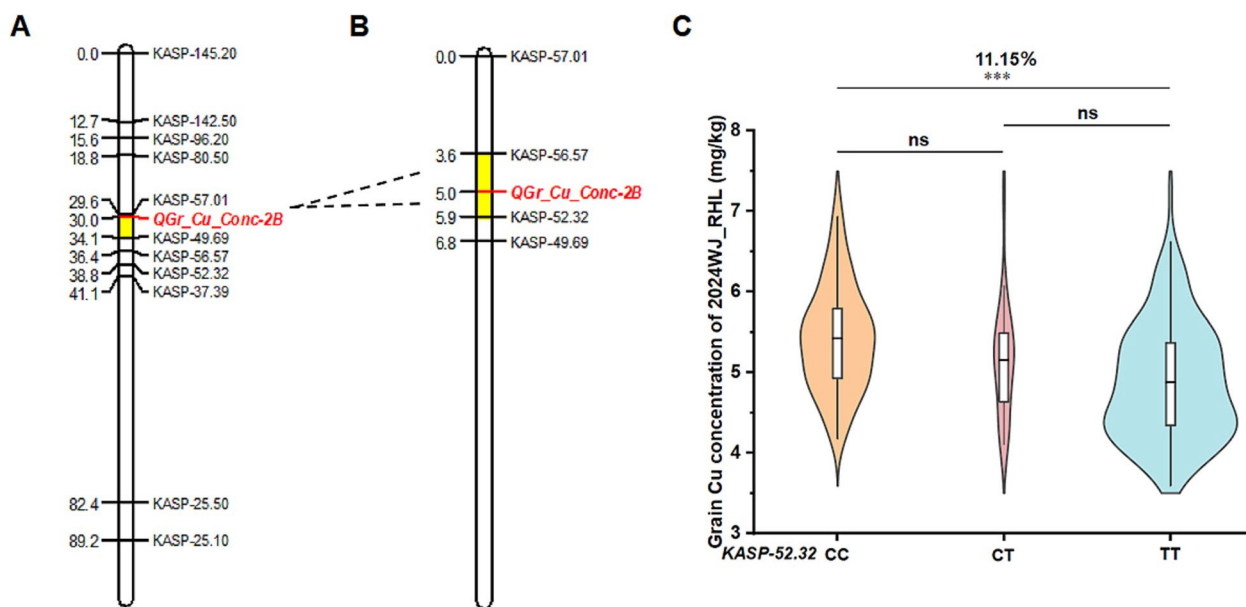 A
0.0 KASP-145.20
12.7 KASP-142.50
15.6 KASP-96.20
18.8 KASP-80.50
29.6 KASP-57.01
30.0 QGr_Cu_Conc-2B
34.1 KASP-49.69
36.4 KASP-56.57
38.8 KASP-52.32
41.1 KASP-37.39
82.4 KASP-25.50
89.2 KASP-25.10
B
0.0 KASP-57.01
3.6 KASP-56.57
5.0 QGr_Cu_Conc-2B
5.9 KASP-52.32
6.8 KASP-49.69
C
11.15%
***
ns
ns
Grain Cu concentration of 2024WJ_RHL (mg/kg)
8
7
6
5
4
3
KASP-52.32 CC CT TT